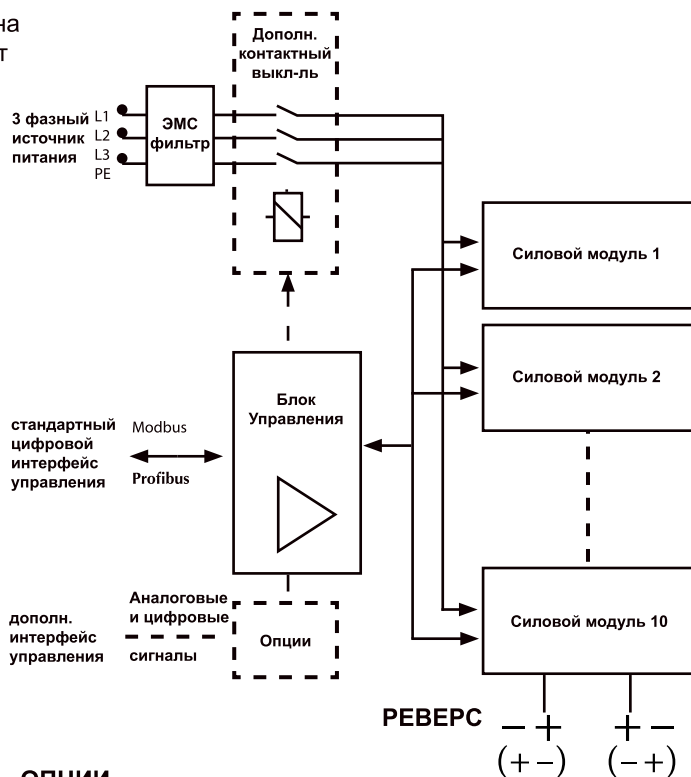 на
т
Дополн.
контактный
выкл-ль
3 фазный
источник
питания
L1
L2
L3
PE
ЭМС
фильтр
Силовой модуль 1
Силовой модуль 2
Блок
Управления
стандартный
цифровой
интерфейс
управления
Modbus
Profibus
Аналоговые
и цифровые
сигналы
дополн.
интерфейс
управления
Опции
Силовой модуль 10
РЕВЕРС
− + + −
(+ −) (− +)
ОПЦИИ